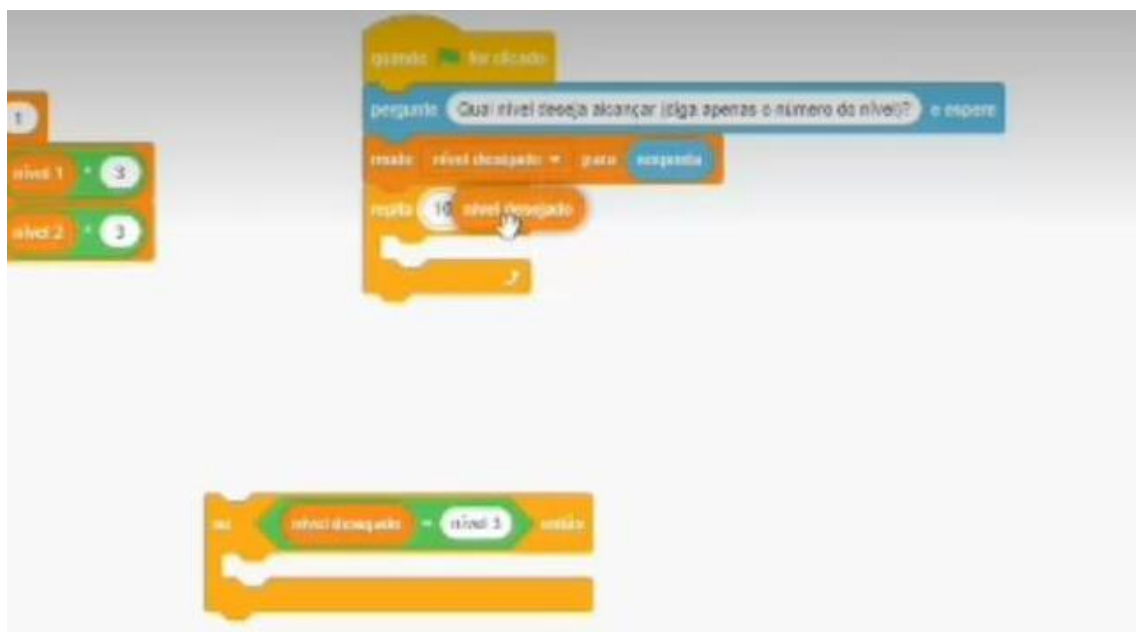 quando for clicado
pergunte Qual nível deseja alcançar (diga apenas o número do nível)? e espere
1
mude nível desejado para resposta
nível 1 * 3
repita 10 nível desejado
nível 2 * 3
se nível desejado = nível 3 então